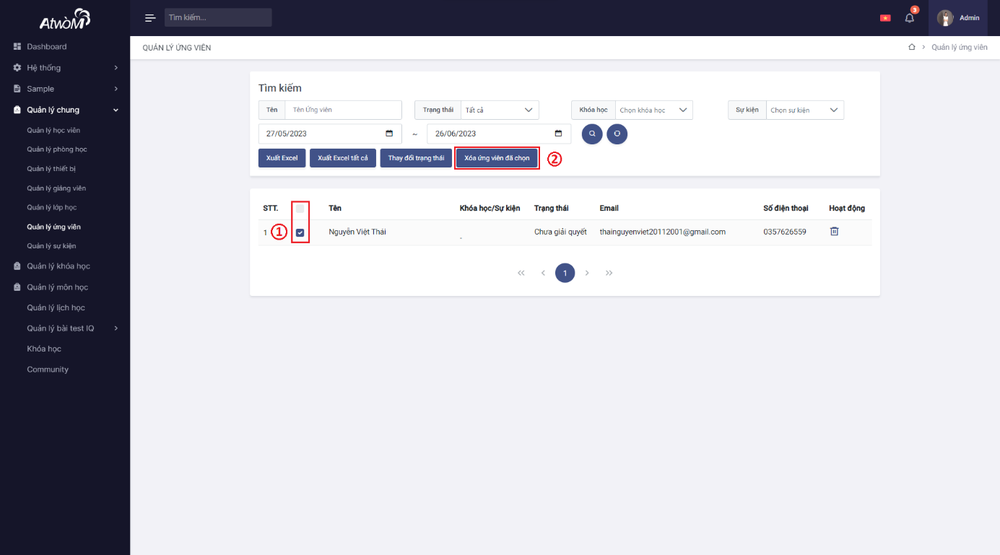 AtwoM
Tìm kiếm...
3
Admin
Dashboard
Hệ thống
Sample
Quản lý chung
Quản lý học viên
Quản lý phòng học
Quản lý thiết bị
Quản lý giảng viên
Quản lý lớp học
Quản lý ứng viên
Quản lý sự kiện
Quản lý khóa học
Quản lý môn học
Quản lý lịch học
Quản lý bài test IQ
Khóa học
Community
QUẢN LÝ ỨNG VIÊN
Quản lý ứng viên
Tìm kiếm
Tên Tên Ứng viên Trạng thái Tất cả Khóa học Chọn khóa học Sự kiện Chọn sự kiện
27/05/2023 ~ 26/06/2023
Xuất Excel Xuất Excel tất cả Thay đổi trạng thái Xóa ứng viên đã chọn ②
STT. Tên Khóa học/Sự kiện Trạng thái Email Số điện thoại Hoạt động
1 ① Nguyễn Việt Thái - Chưa giải quyết thainguyenviet20112001@gmail.com 0357626559
1